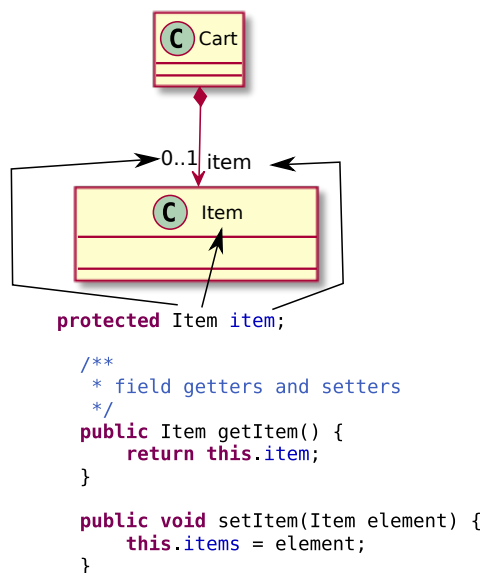 C Cart
0..1 item
C Item
protected Item item;
/**
* field getters and setters
*/
public Item getItem() {
return this.item;
}
public void setItem(Item element) {
this.items = element;
}